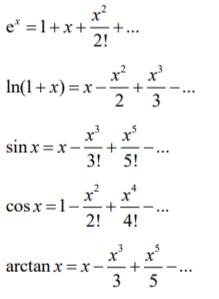 e^x = 1 + x + x^2/2! + ...
ln(1 + x) = x − x^2/2 + x^3/3 − ...
sin x = x − x^3/3! + x^5/5! − ...
cos x = 1 − x^2/2! + x^4/4! − ...
arctan x = x − x^3/3 + x^5/5 − ...